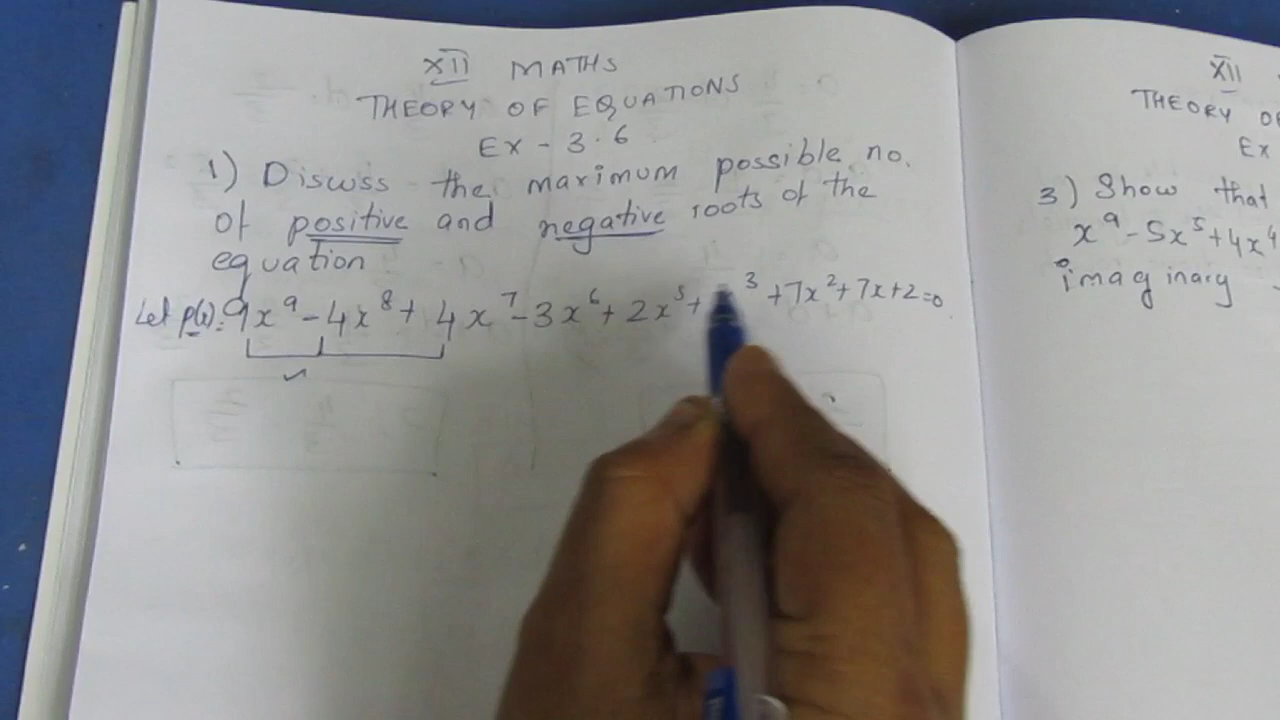 XII MATHS
THEORY OF EQUATIONS
Ex - 3.6
1) Discuss the maximum possible no.
of positive and negative roots of the
equation
Let p(x): 9x⁹ - 4x⁸ + 4x⁷ - 3x⁶ + 2x⁵ + ³ + 7x² + 7x + 2 = 0
XII
THEORY
Ex
3) Show that
x⁹ - 5x⁵ + 4x⁴
imaginary